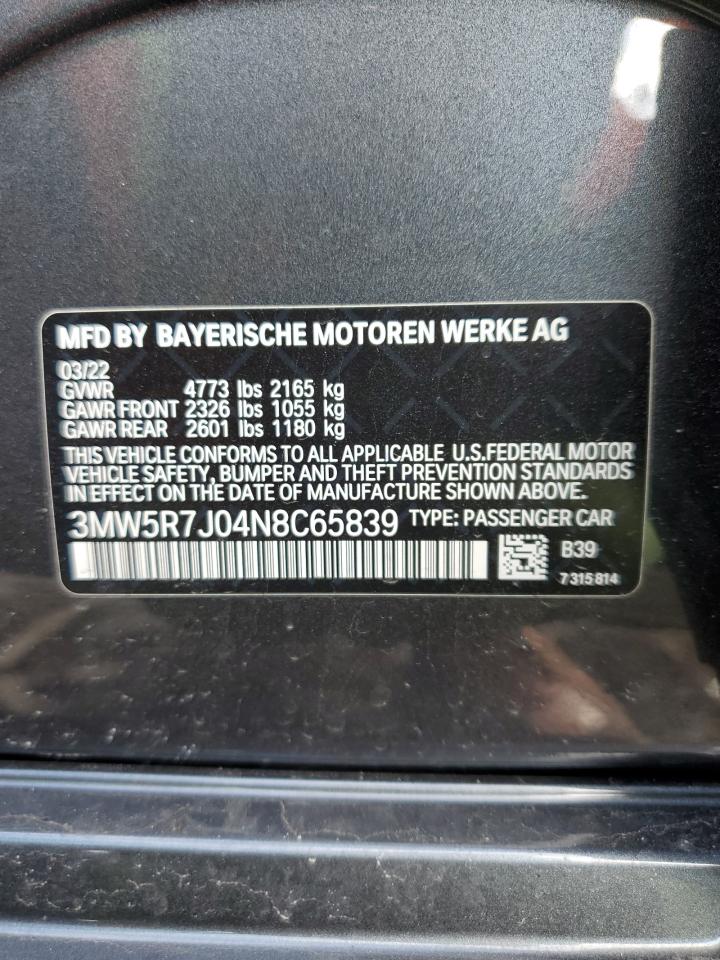 MFD BY BAYERISCHE MOTOREN WERKE AG
03/22
GVWR 4773 lbs 2165 kg
GAWR FRONT 2326 lbs 1055 kg
GAWR REAR 2601 lbs 1180 kg
THIS VEHICLE CONFORMS TO ALL APPLICABLE U.S.FEDERAL MOTOR
VEHICLE SAFETY, BUMPER AND THEFT PREVENTION STANDARDS
IN EFFECT ON THE DATE OF MANUFACTURE SHOWN ABOVE.
3MW5R7J04N8C65839 TYPE: PASSENGER CAR
B39
7 315 814